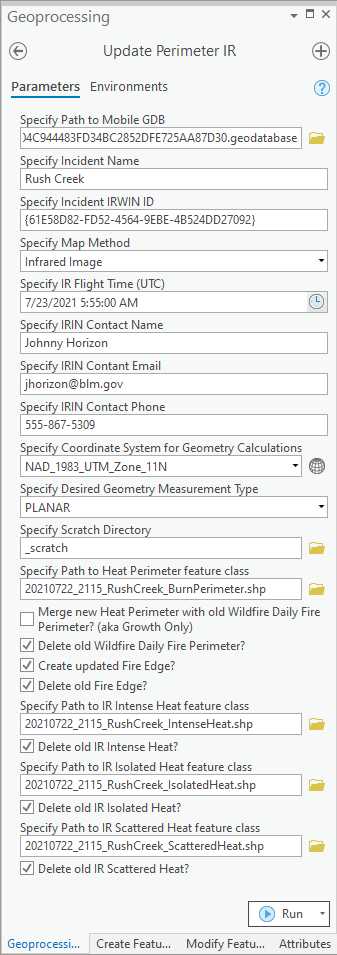 Geoprocessing
Update Perimeter IR
Parameters Environments
Specify Path to Mobile GDB
04C944483FD34BC2852DFE725AA87D30.geodatabase
Specify Incident Name
Rush Creek
Specify Incident IRWIN ID
{61E58D82-FD52-4564-9EBE-4B524DD27092}
Specify Map Method
Infrared Image
Specify IR Flight Time (UTC)
7/23/2021 5:55:00 AM
Specify IRIN Contact Name
Johnny Horizon
Specify IRIN Contant Email
jhorizon@blm.gov
Specify IRIN Contact Phone
555-867-5309
Specify Coordinate System for Geometry Calculations
NAD_1983_UTM_Zone_11N
Specify Desired Geometry Measurement Type
PLANAR
Specify Scratch Directory
_scratch
Specify Path to Heat Perimeter feature class
20210722_2115_RushCreek_BurnPerimeter.shp
Merge new Heat Perimeter with old Wildfire Daily Fire
Perimeter? (aka Growth Only)
Delete old Wildfire Daily Fire Perimeter?
Create updated Fire Edge?
Delete old Fire Edge?
Specify Path to IR Intense Heat feature class
20210722_2115_RushCreek_IntenseHeat.shp
Delete old IR Intense Heat?
Specify Path to IR Isolated Heat feature class
20210722_2115_RushCreek_IsolatedHeat.shp
Delete old IR Isolated Heat?
Specify Path to IR Scattered Heat feature class
20210722_2115_RushCreek_ScatteredHeat.shp
Delete old IR Scattered Heat?
Run
Geoprocessi... Create Featu... Modify Featu... Attributes